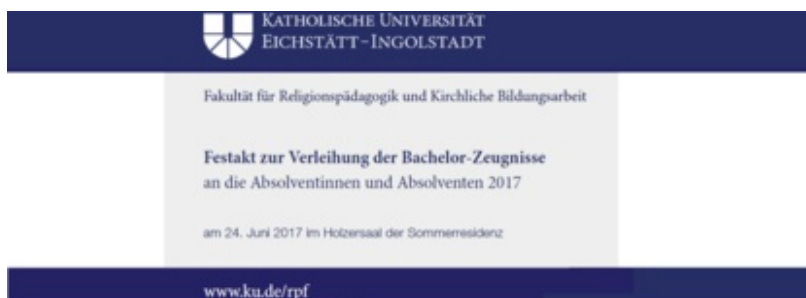 KATHOLISCHE UNIVERSITÄT
EICHSTÄTT-INGOLSTADT
Fakultät für Religionspädagogik und Kirchliche Bildungsarbeit
Festakt zur Verleihung der Bachelor-Zeugnisse
an die Absolventinnen und Absolventen 2017
am 24. Juni 2017 im Holzersaal der Sommerresidenz
www.ku.de/rpf